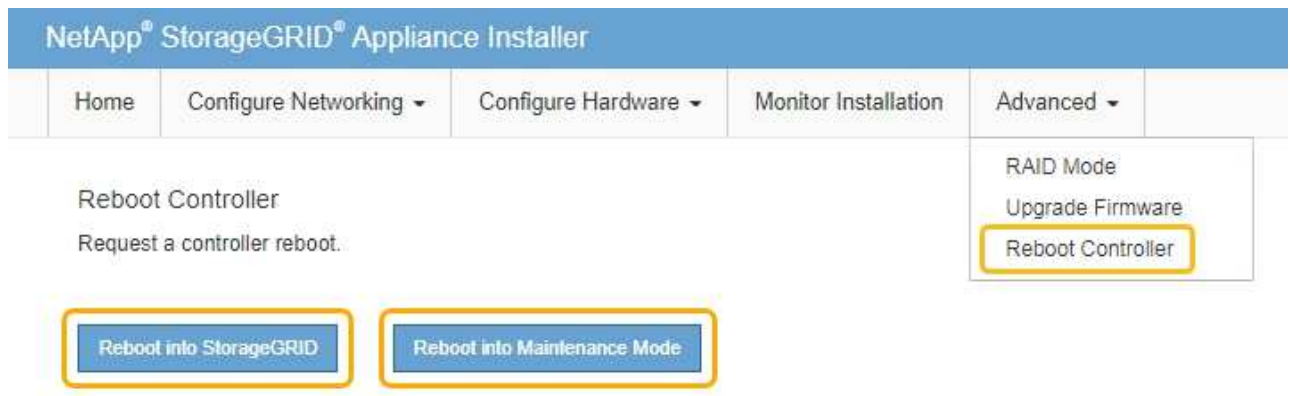 NetApp® StorageGRID® Appliance Installer
Home Configure Networking Configure Hardware Monitor Installation Advanced
RAID Mode
Upgrade Firmware
Reboot Controller
Reboot Controller
Request a controller reboot.
Reboot into StorageGRID Reboot into Maintenance Mode